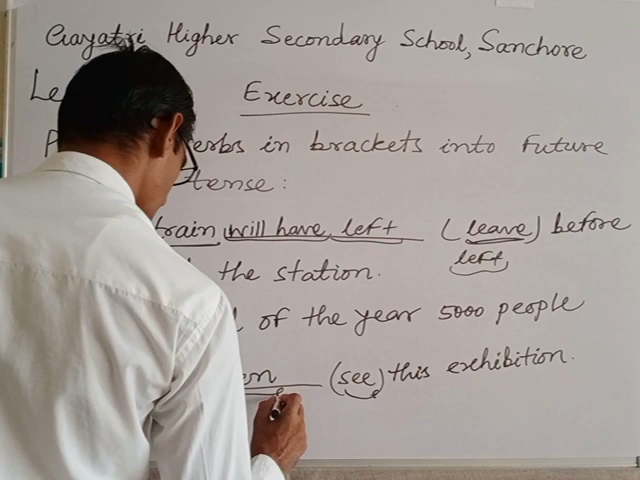 Gayatri Higher Secondary School, Sanchore
Exercise
in brackets into Future
tense:
train will have left (leave) before
left
the station.
of the year 5000 people
(see) this exhibition.